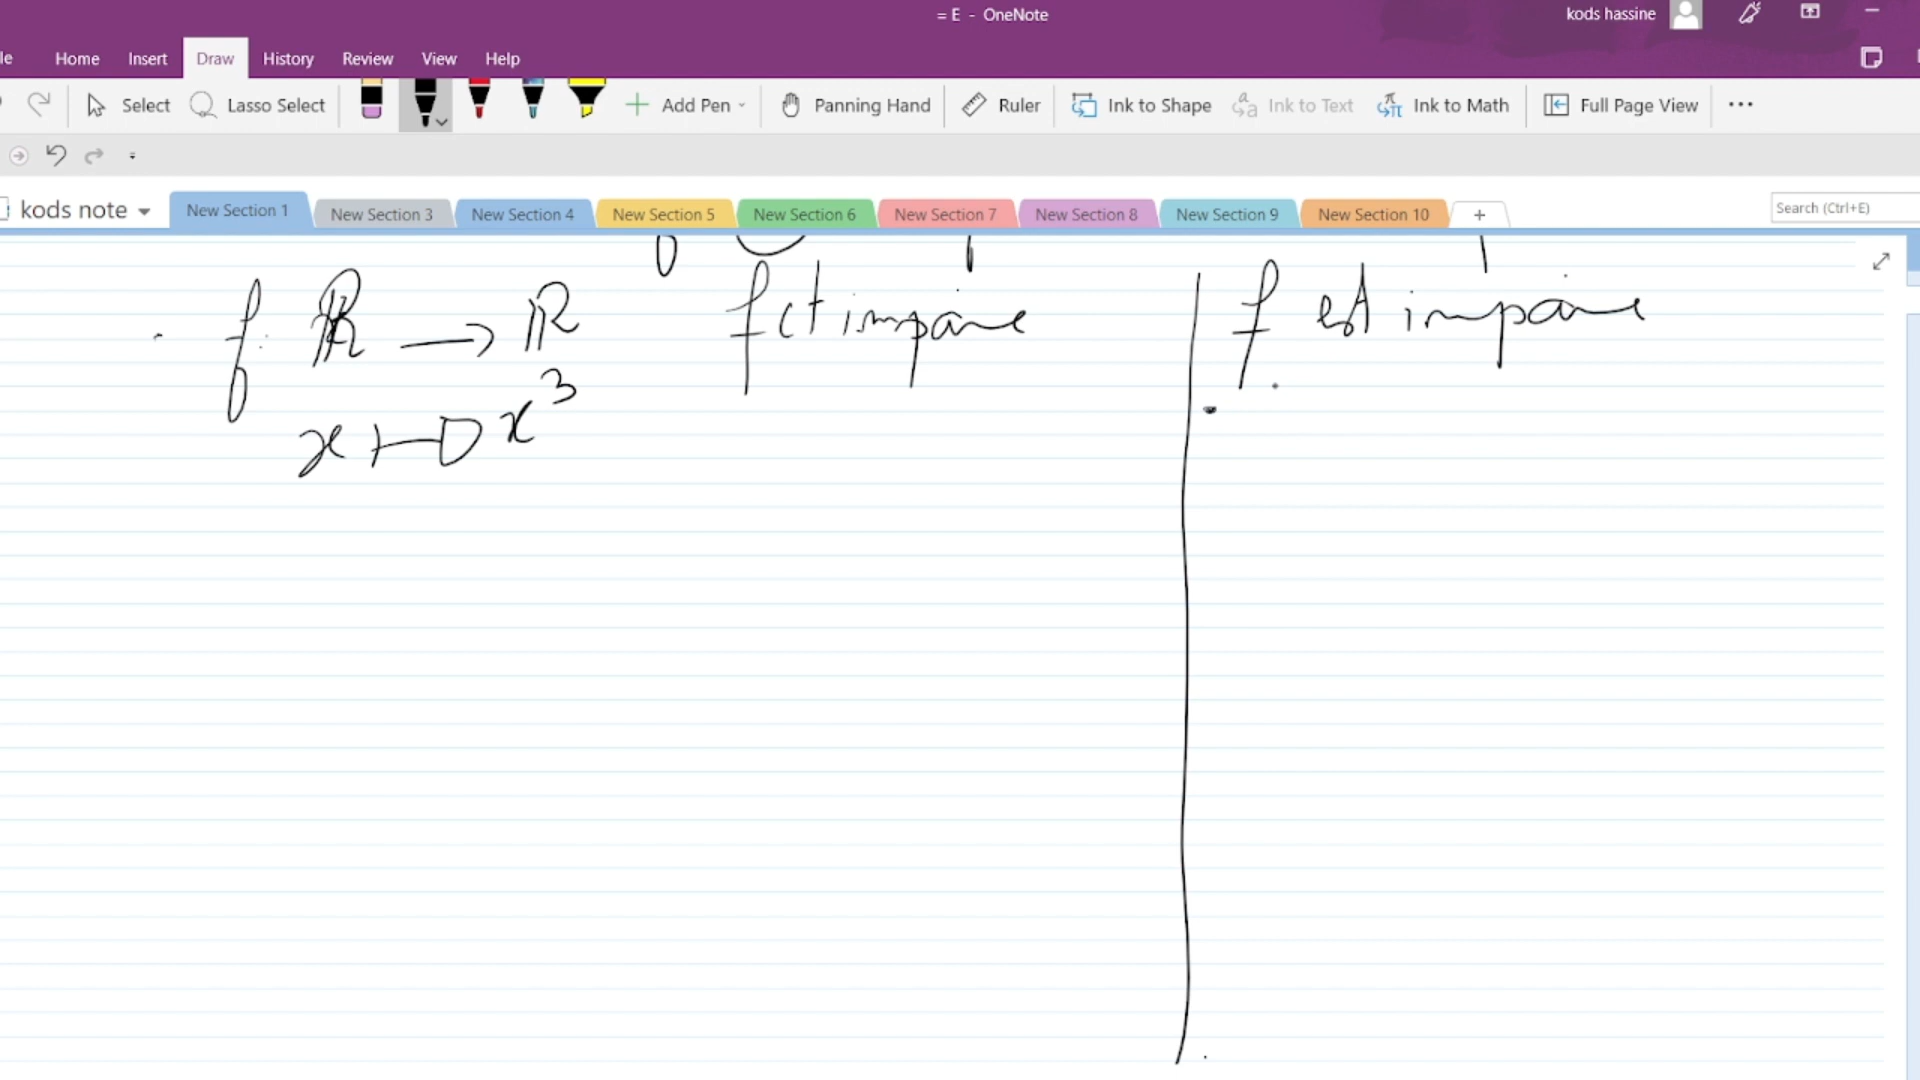 = E - OneNote
kods hassine
le Home Insert Draw History Review View Help
Select Lasso Select Add Pen Panning Hand Ruler Ink to Shape Ink to Text Ink to Math Full Page View
kods note New Section 1 New Section 3 New Section 4 New Section 5 New Section 6 New Section 7 New Section 8 New Section 9 New Section 10 + Search (Ctrl+E)
f: ℝ → ℝ fct impaire
x ↦ x³
f est impaire